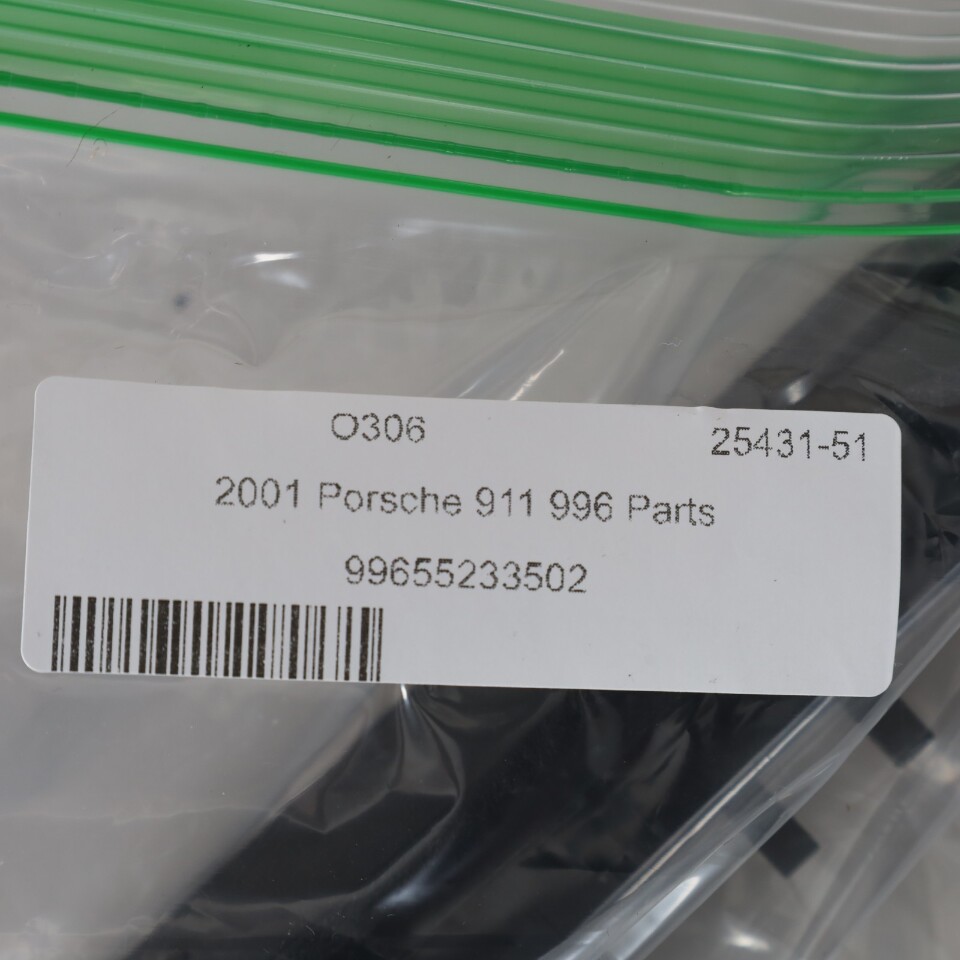 O306
25431-51
2001 Porsche 911 996 Parts
99655233502